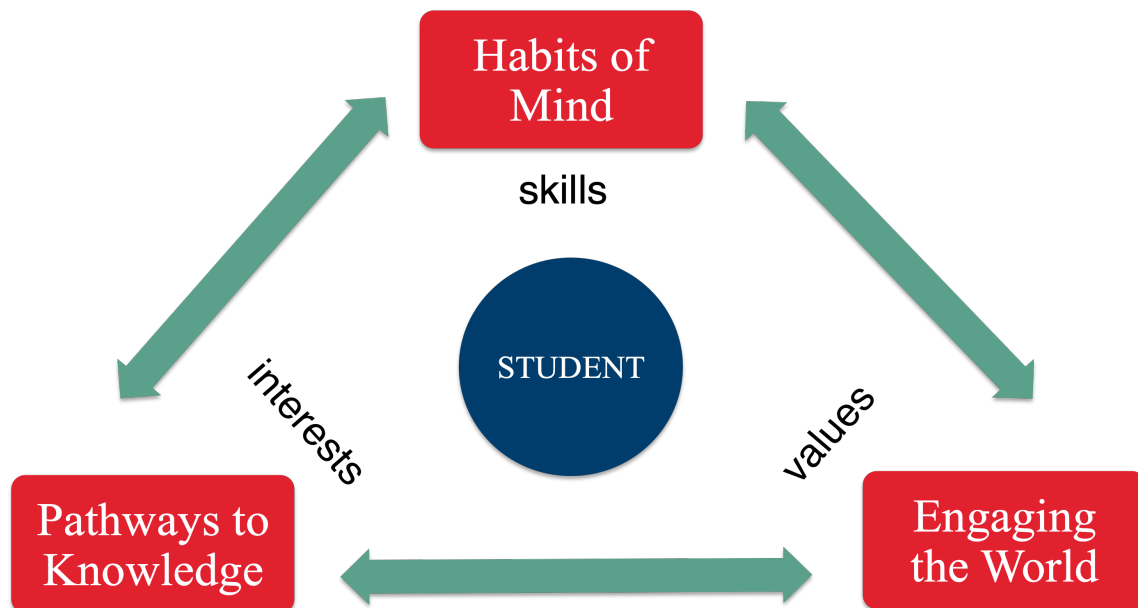 Habits of
Mind
skills
STUDENT
interests
values
Pathways to
Knowledge
Engaging
the World